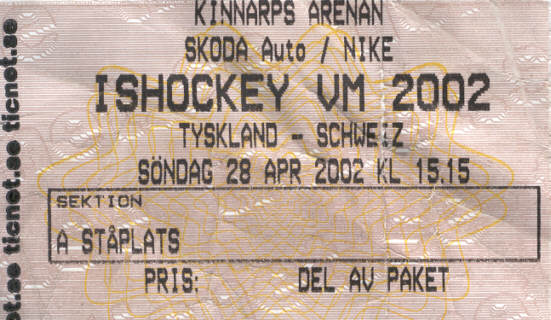 KINNARPS ARENAN
SKODA Auto / NIKE
ISHOCKEY VM 2002
TYSKLAND - SCHWEIZ
SÖNDAG 28 APR 2002 KL 15.15
SEKTION
A STÅPLATS
PRIS: DEL AV PAKET
ticnet.se ticnet.se ticnet.se